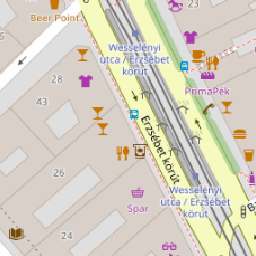 Beer Point
Wesselényi
utca / Erzsébet
körút
28
PrimaPék
43
Erzsébet körút
26
Wesselényi
utca / Erzsébet
körút
Spar
24